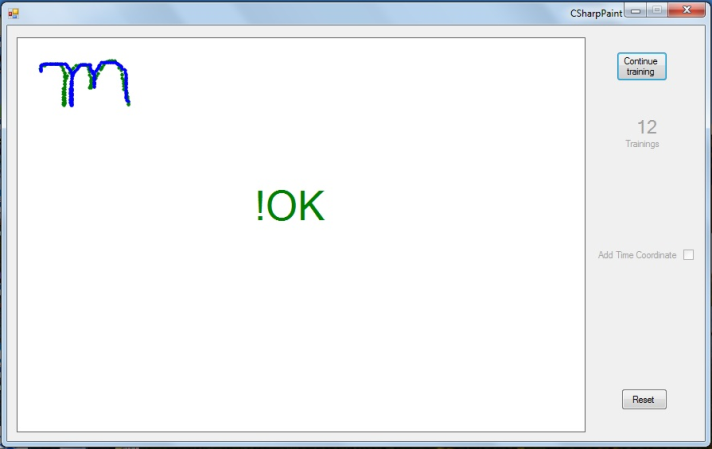 CSharpPaint
Continue
training
12
Trainings
!OK
Add Time Coordinate
Reset